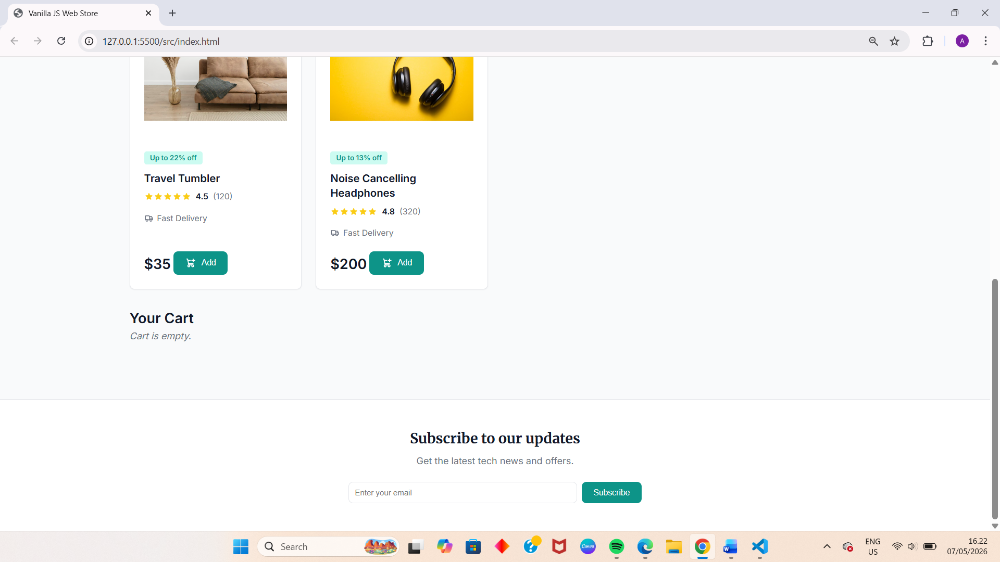 Vanilla JS Web Store
127.0.0.1:5500/src/index.html
A
Up to 22% off
Up to 13% off
Travel Tumbler
Noise Cancelling
Headphones
4.5 (120)
4.8 (320)
Fast Delivery
Fast Delivery
$35 Add
$200 Add
Your Cart
Cart is empty.
Subscribe to our updates
Get the latest tech news and offers.
Enter your email
Subscribe
Search
Canva
W
ENG
US
16.22
07/05/2026